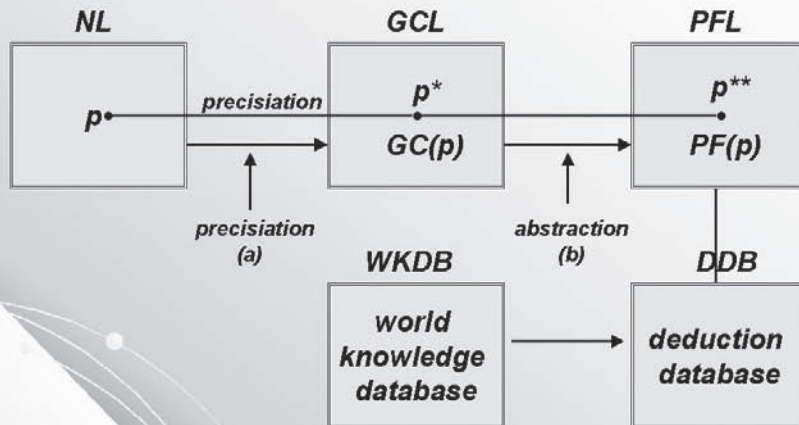 NL
GCL
PFL
p
precisiation
p*
GC(p)
p**
PF(p)
precisiation
(a)
abstraction
(b)
WKDB
DDB
world
knowledge
database
deduction
database